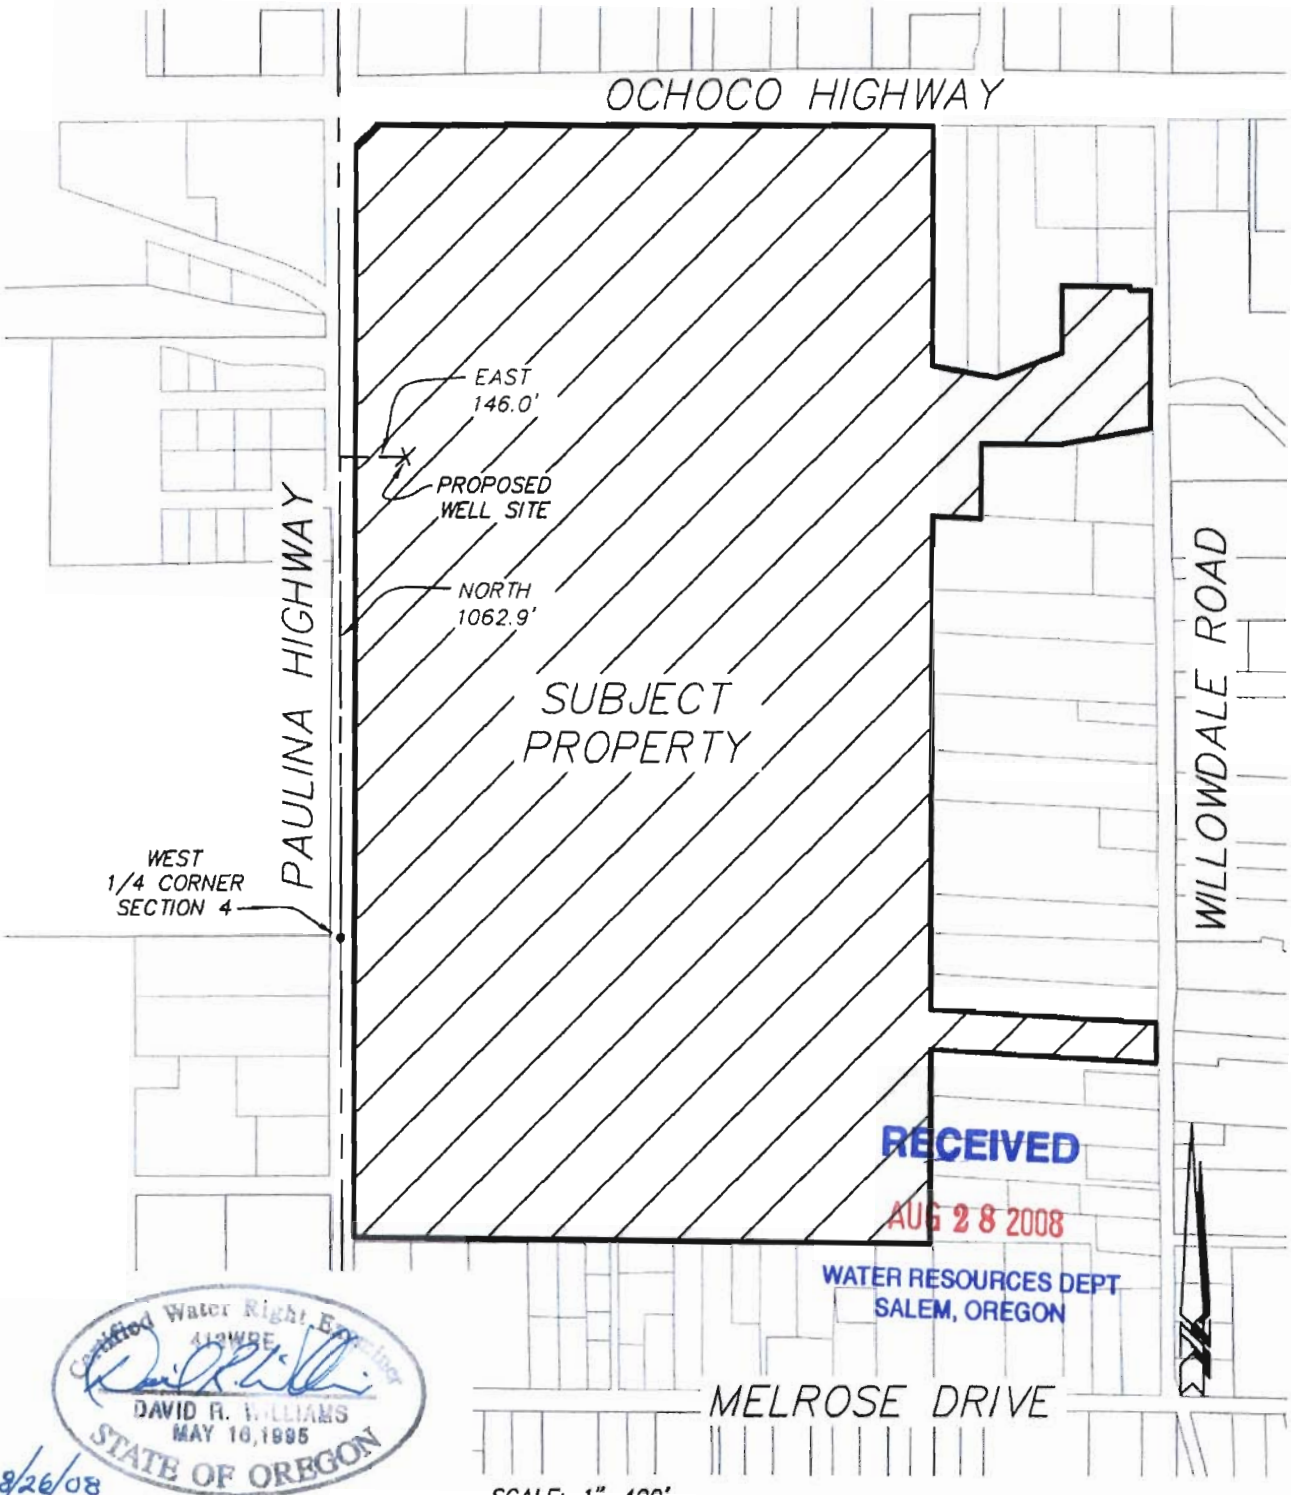 OCHOCO HIGHWAY
EAST
146.0'
PROPOSED
WELL SITE
PAULINA HIGHWAY
NORTH
1062.9'
SUBJECT
PROPERTY
WILLOWDALE ROAD
WEST
1/4 CORNER
SECTION 4
RECEIVED
AUG 28 2008
WATER RESOURCES DEPT
SALEM, OREGON
MELROSE DRIVE
Certified Water Right Examiner
DAVID R. WILLIAMS
MAY 16, 1995
STATE OF OREGON
8/26/08